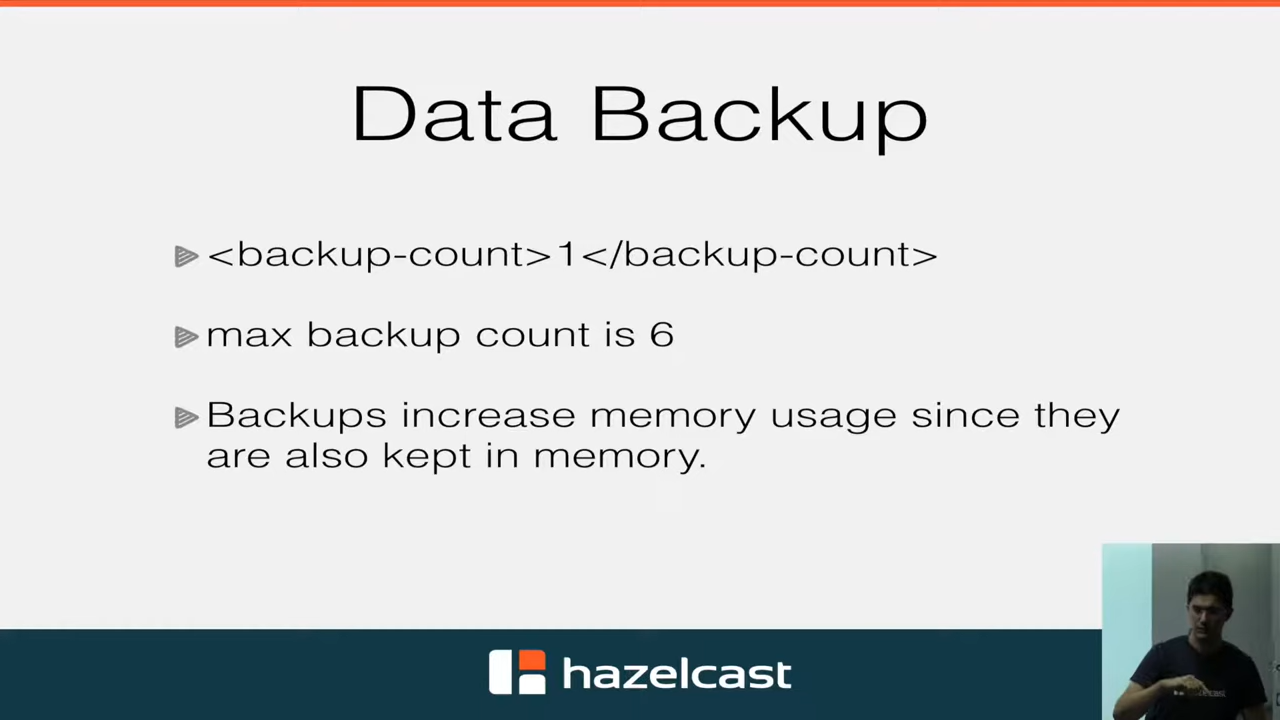 Data Backup
<backup-count>1</backup-count>
max backup count is 6
Backups increase memory usage since they
are also kept in memory.
hazelcast